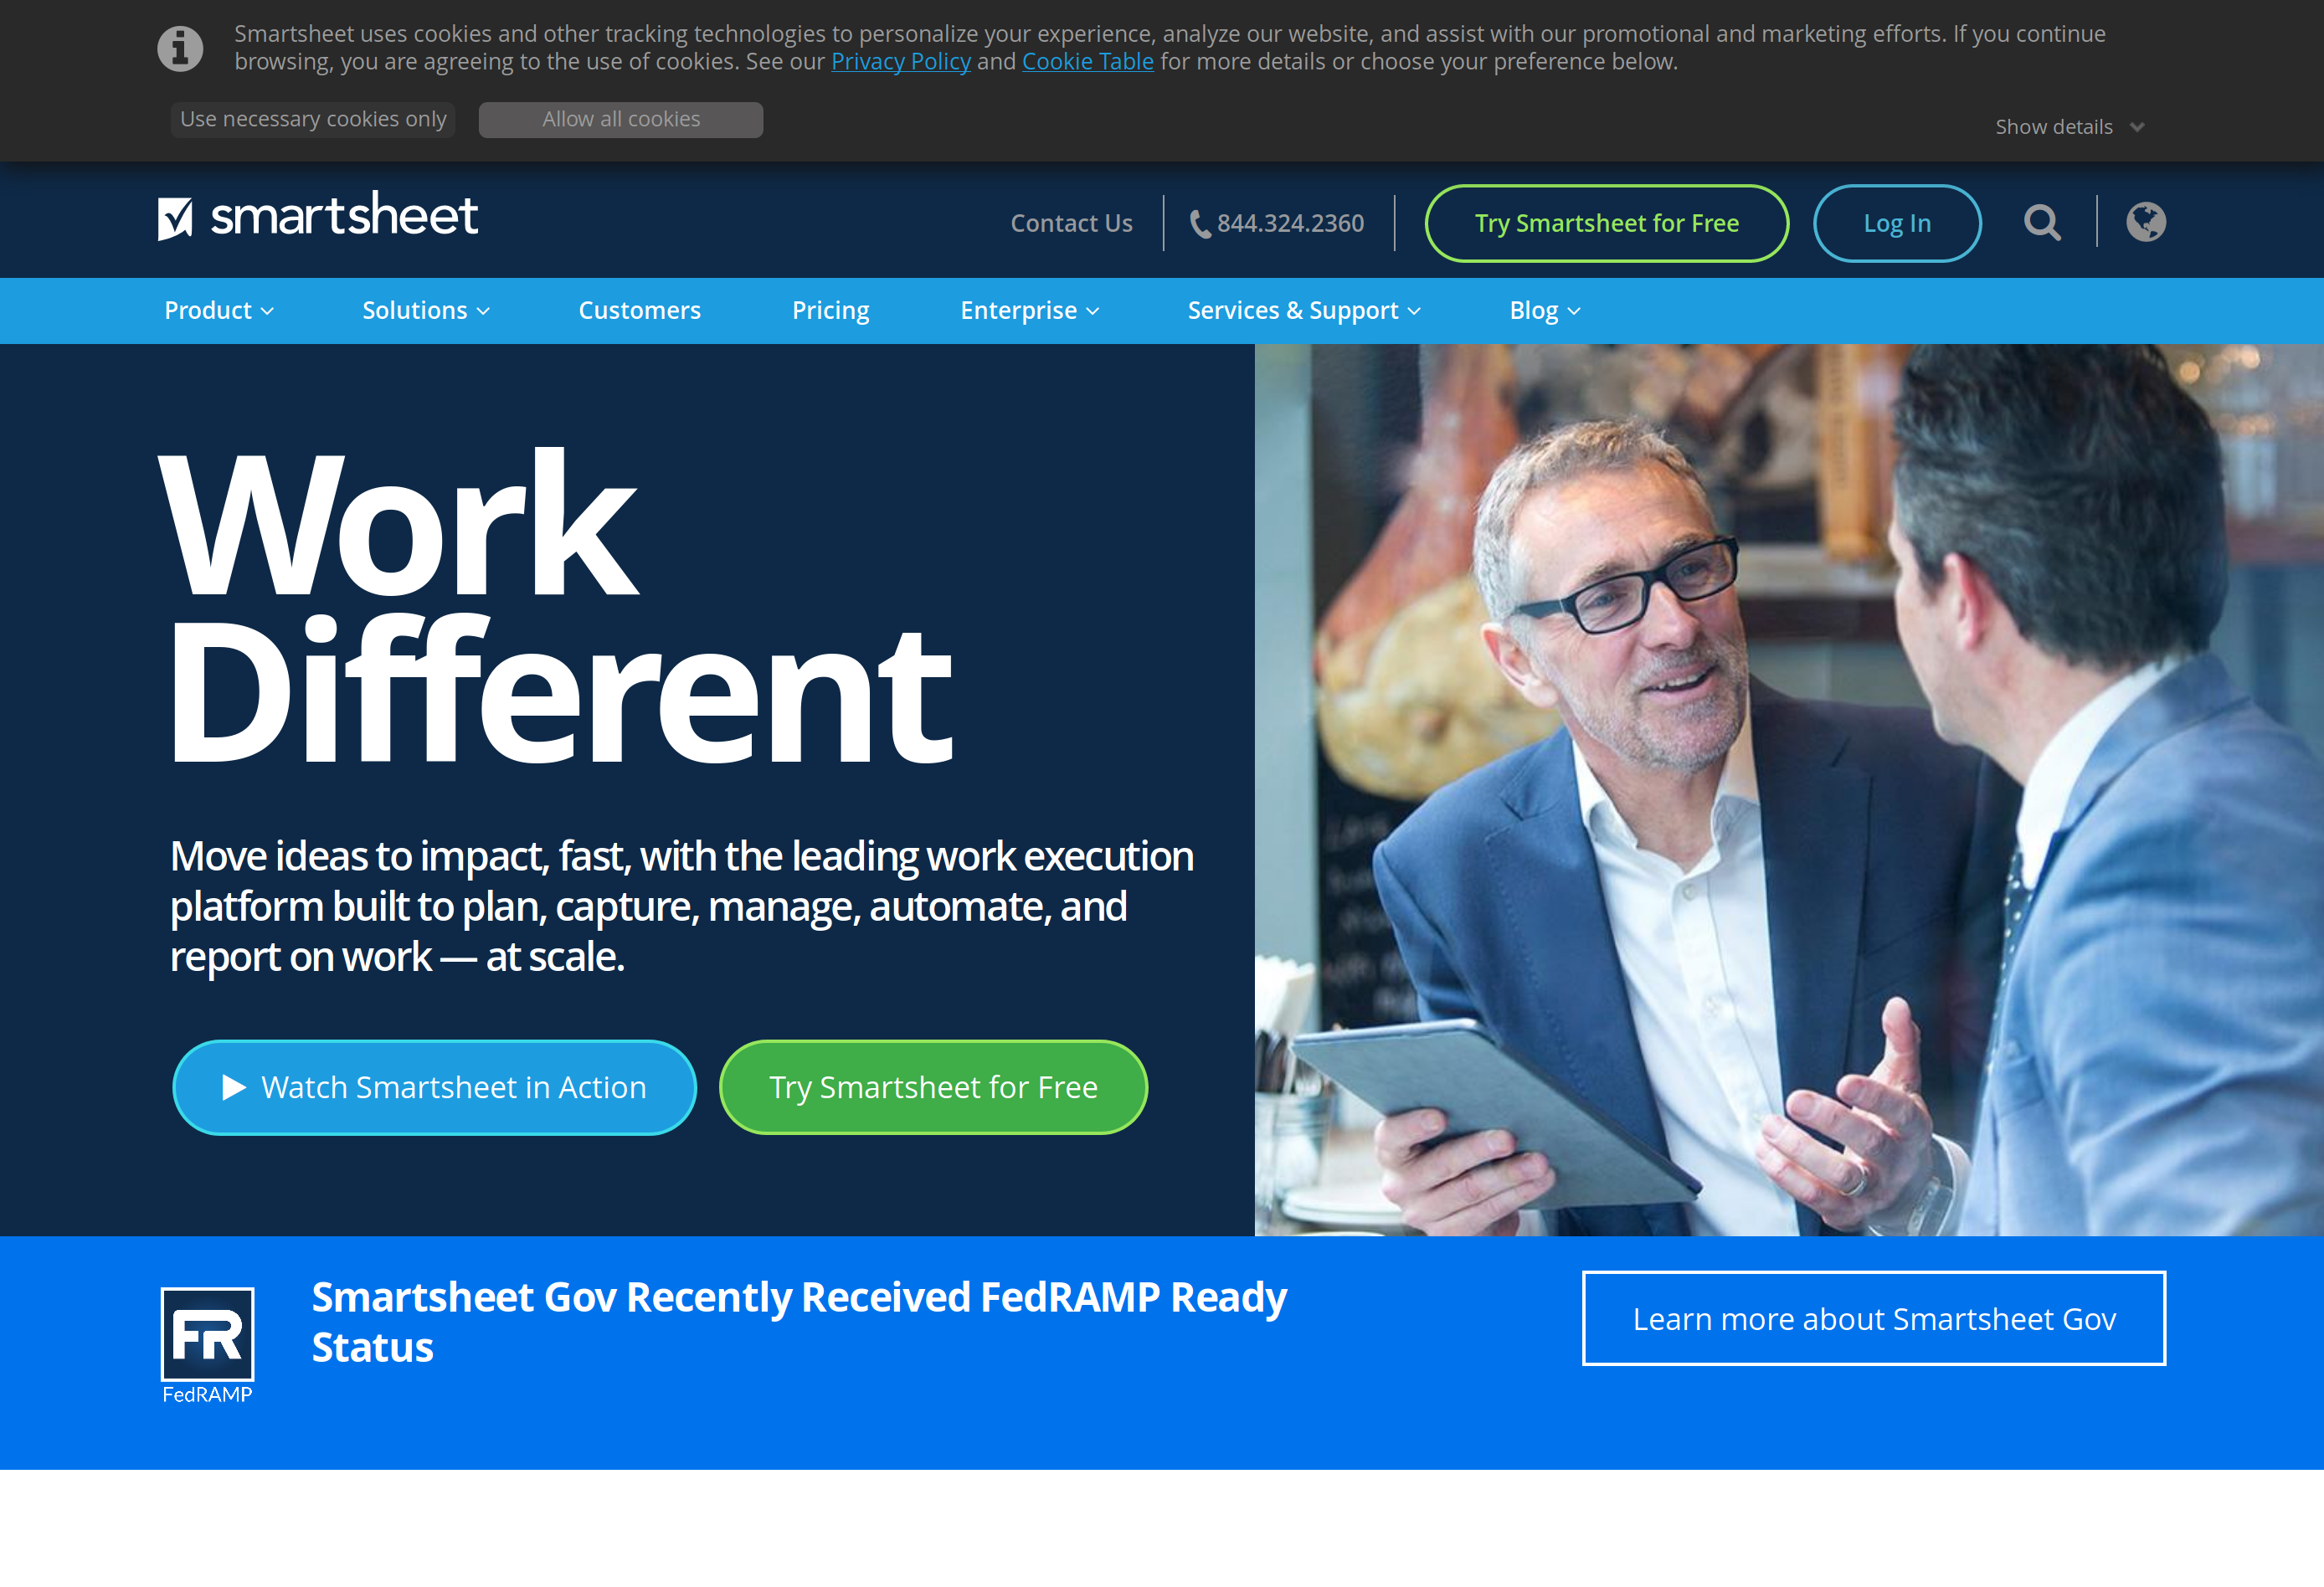 Smartsheet uses cookies and other tracking technologies to personalize your experience, analyze our website, and assist with our promotional and marketing efforts. If you continue
browsing, you are agreeing to the use of cookies. See our Privacy Policy and Cookie Table for more details or choose your preference below.
Use necessary cookies only
Allow all cookies
Show details
smartsheet
Contact Us
844.324.2360
Try Smartsheet for Free
Log In
Product
Solutions
Customers
Pricing
Enterprise
Services & Support
Blog
Work
Different
Move ideas to impact, fast, with the leading work execution
platform built to plan, capture, manage, automate, and
report on work — at scale.
Watch Smartsheet in Action
Try Smartsheet for Free
FR
FedRAMP
Smartsheet Gov Recently Received FedRAMP Ready
Status
Learn more about Smartsheet Gov